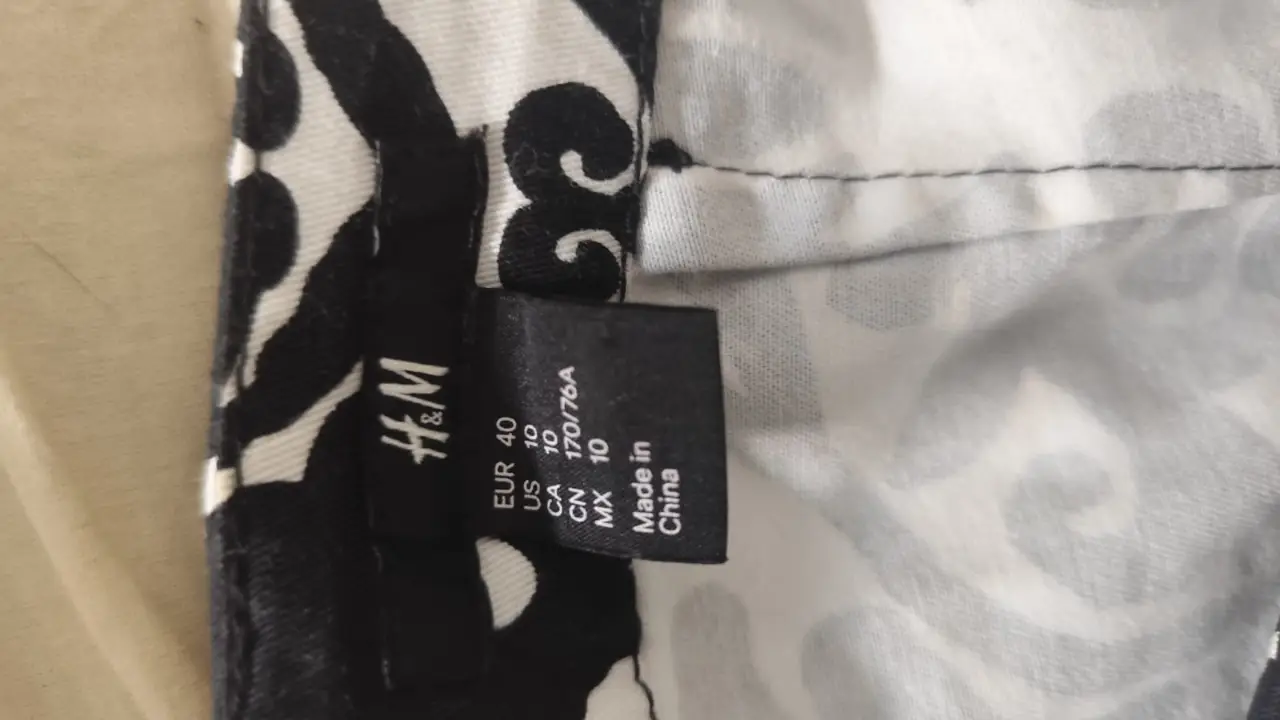 H&M
EUR 40
US 10
CA 10
CN 170/76A
MX 10
Made in
China